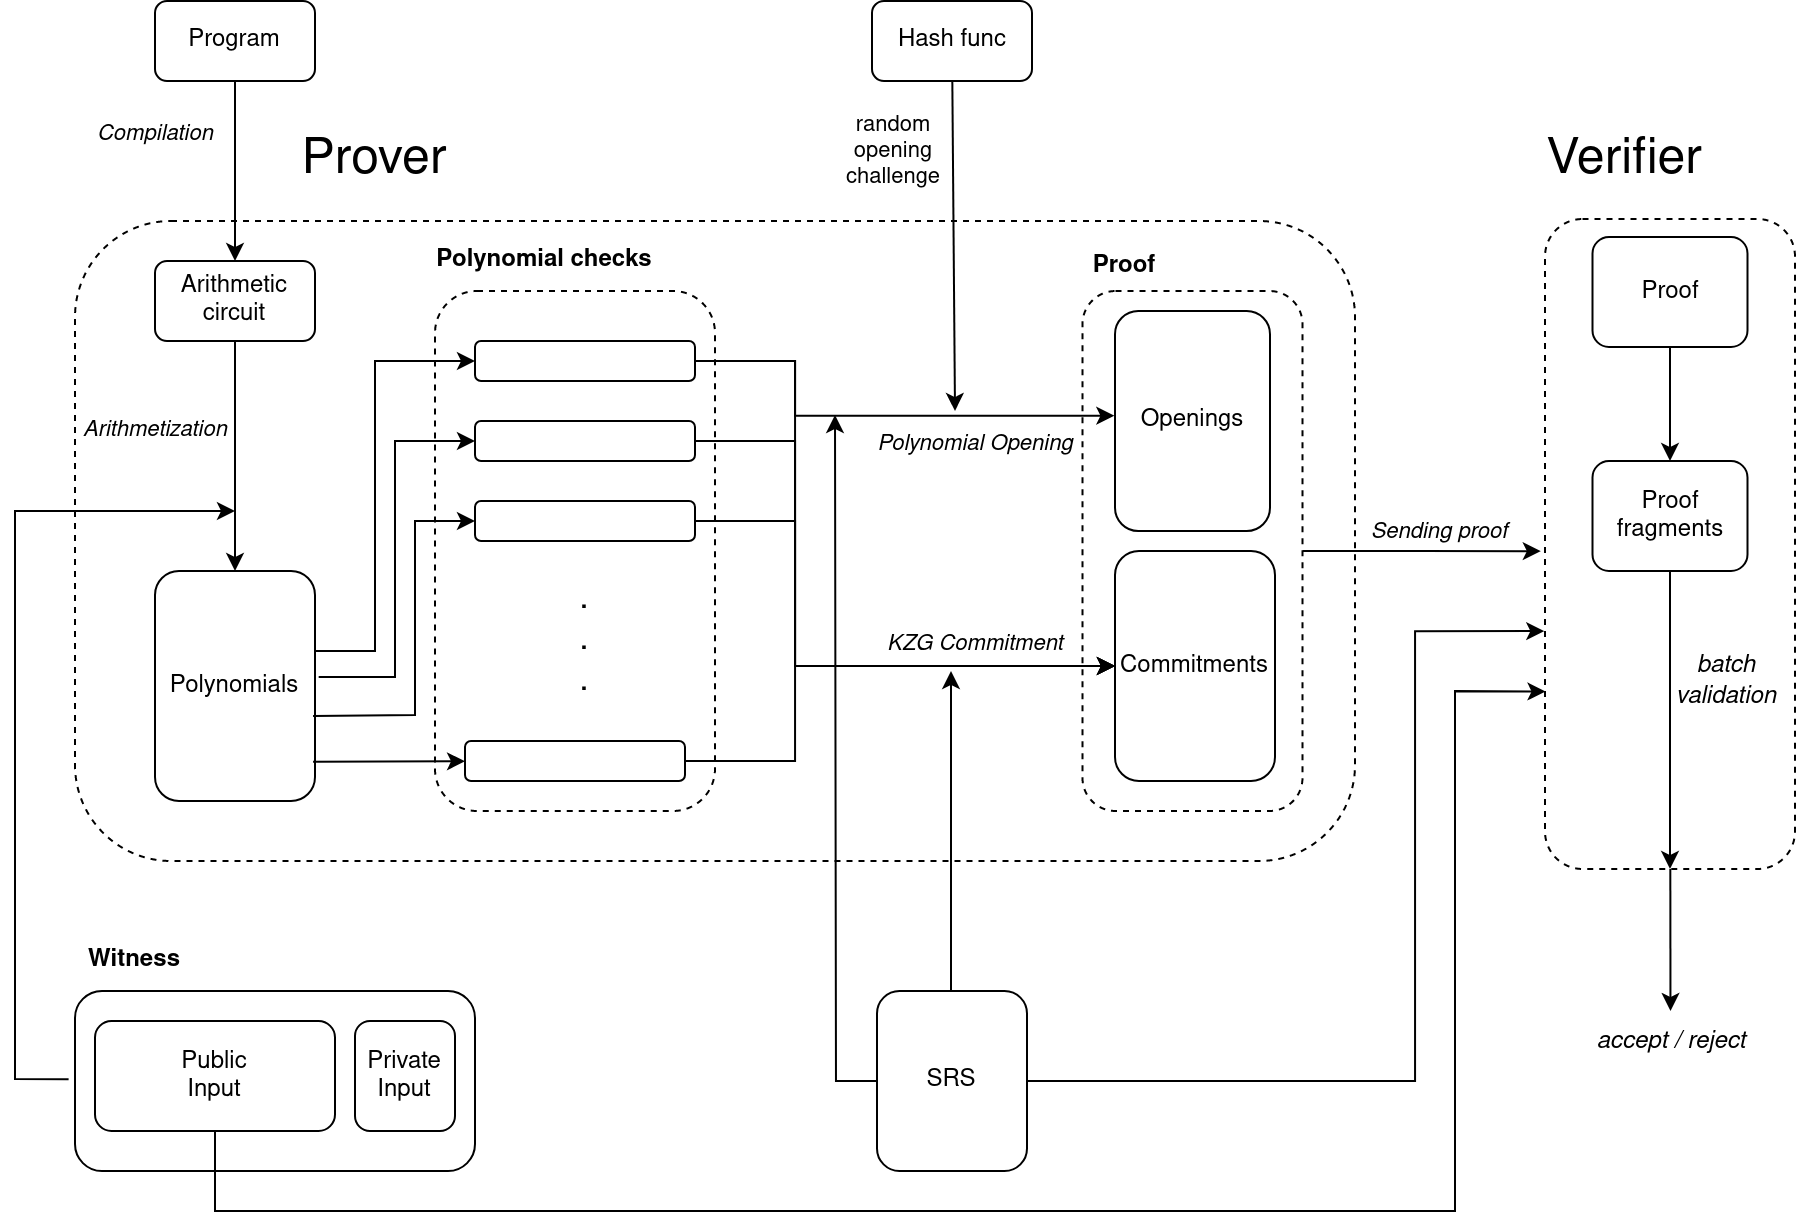 Program
Hash func
Compilation
random
opening
challenge
Prover
Verifier
Polynomial checks
Proof
Arithmetic
circuit
Proof
Openings
Arithmetization
Polynomial Opening
Proof
fragments
Sending proof
.
.
.
KZG Commitment
Commitments
Polynomials
batch
validation
Witness
Public
Input
Private
Input
SRS
accept / reject